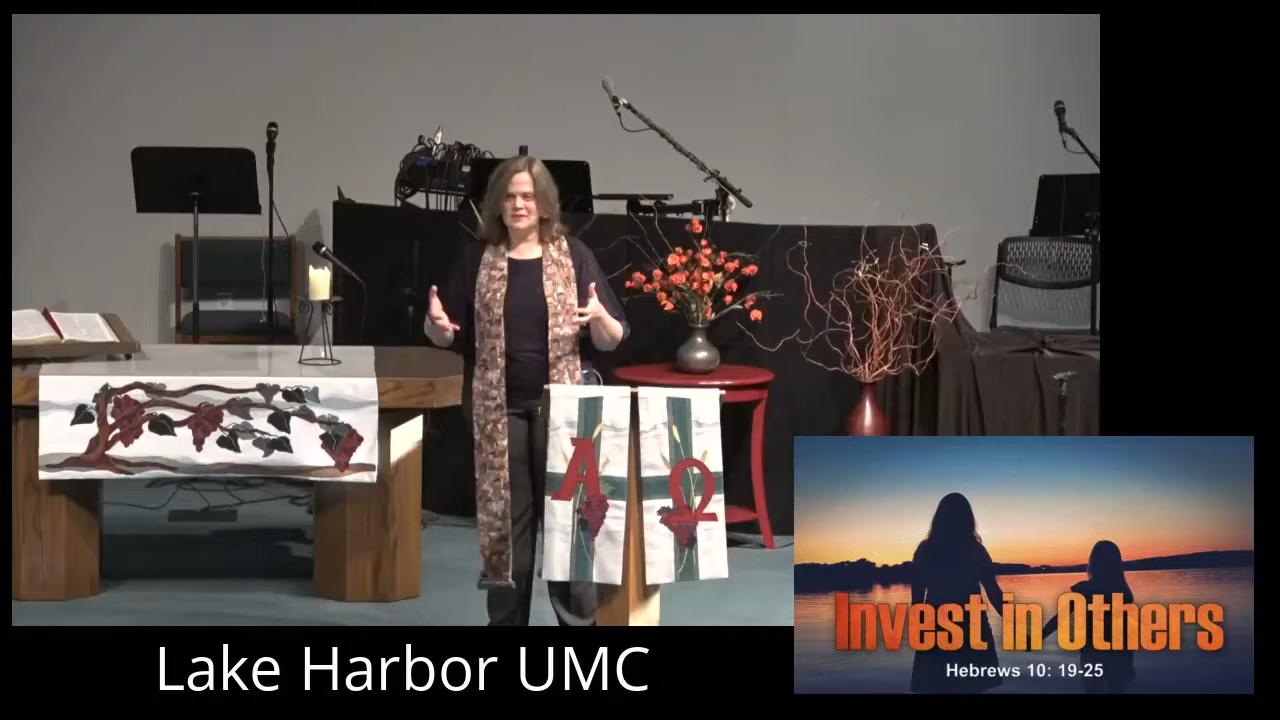 Α Ω
Invest in Others
Hebrews 10: 19-25
Lake Harbor UMC